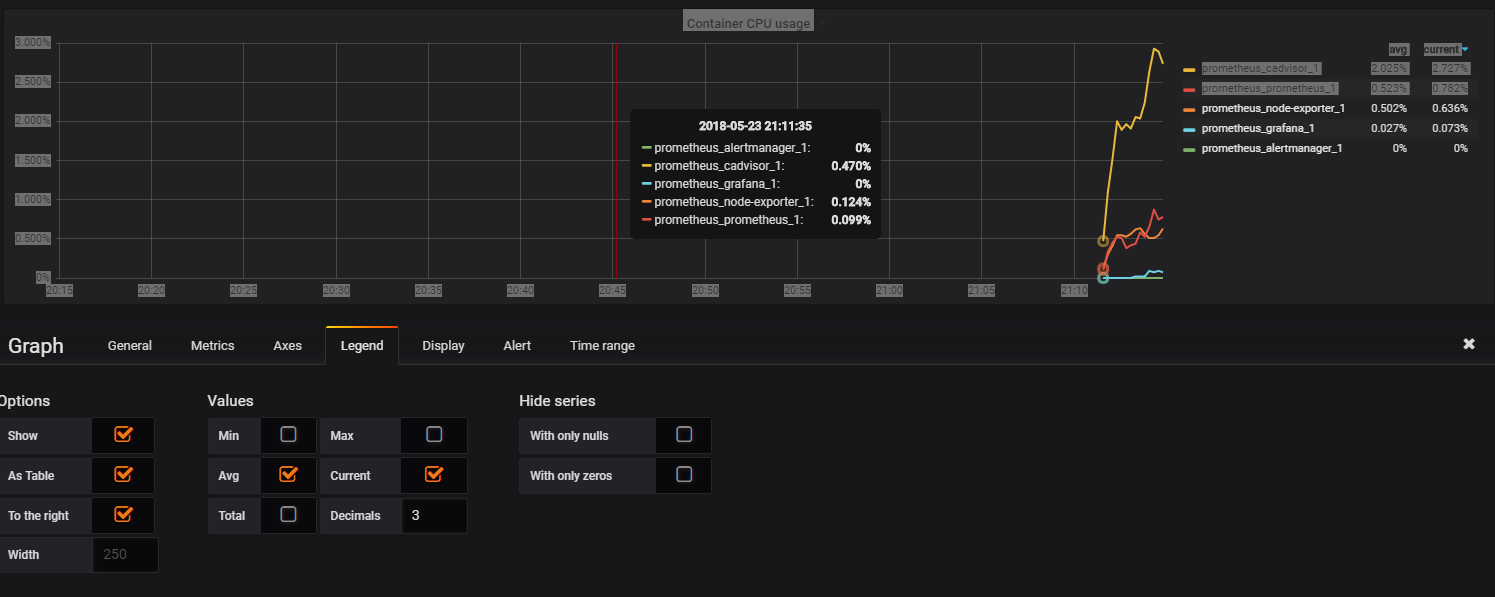 Container CPU usage
3.000%
2.500%
2.000%
1.500%
1.000%
0.500%
0%
20:15 20:20 20:25 20:30 20:35 20:40 20:45 20:50 20:55 21:00 21:05 21:10
2018-05-23 21:11:35
prometheus_alertmanager_1: 0%
prometheus_cadvisor_1: 0.470%
prometheus_grafana_1: 0%
prometheus_node-exporter_1: 0.124%
prometheus_prometheus_1: 0.099%
avg current
prometheus_cadvisor_1 2.025% 2.727%
prometheus_prometheus_1 0.523% 0.782%
prometheus_node-exporter_1 0.502% 0.636%
prometheus_grafana_1 0.027% 0.073%
prometheus_alertmanager_1 0% 0%
Graph General Metrics Axes Legend Display Alert Time range
Options
Show
As Table
To the right
Width 250
Values
Min Max
Avg Current
Total Decimals 3
Hide series
With only nulls
With only zeros